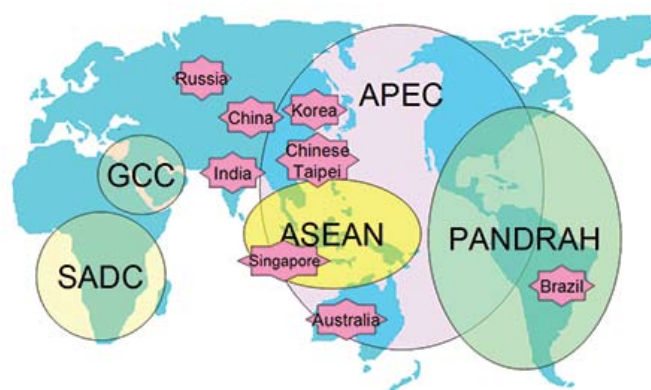 Russia
APEC
China
Korea
Chinese
Taipei
GCC
India
ASEAN
PANDRAH
Singapore
SADC
Brazil
Australia